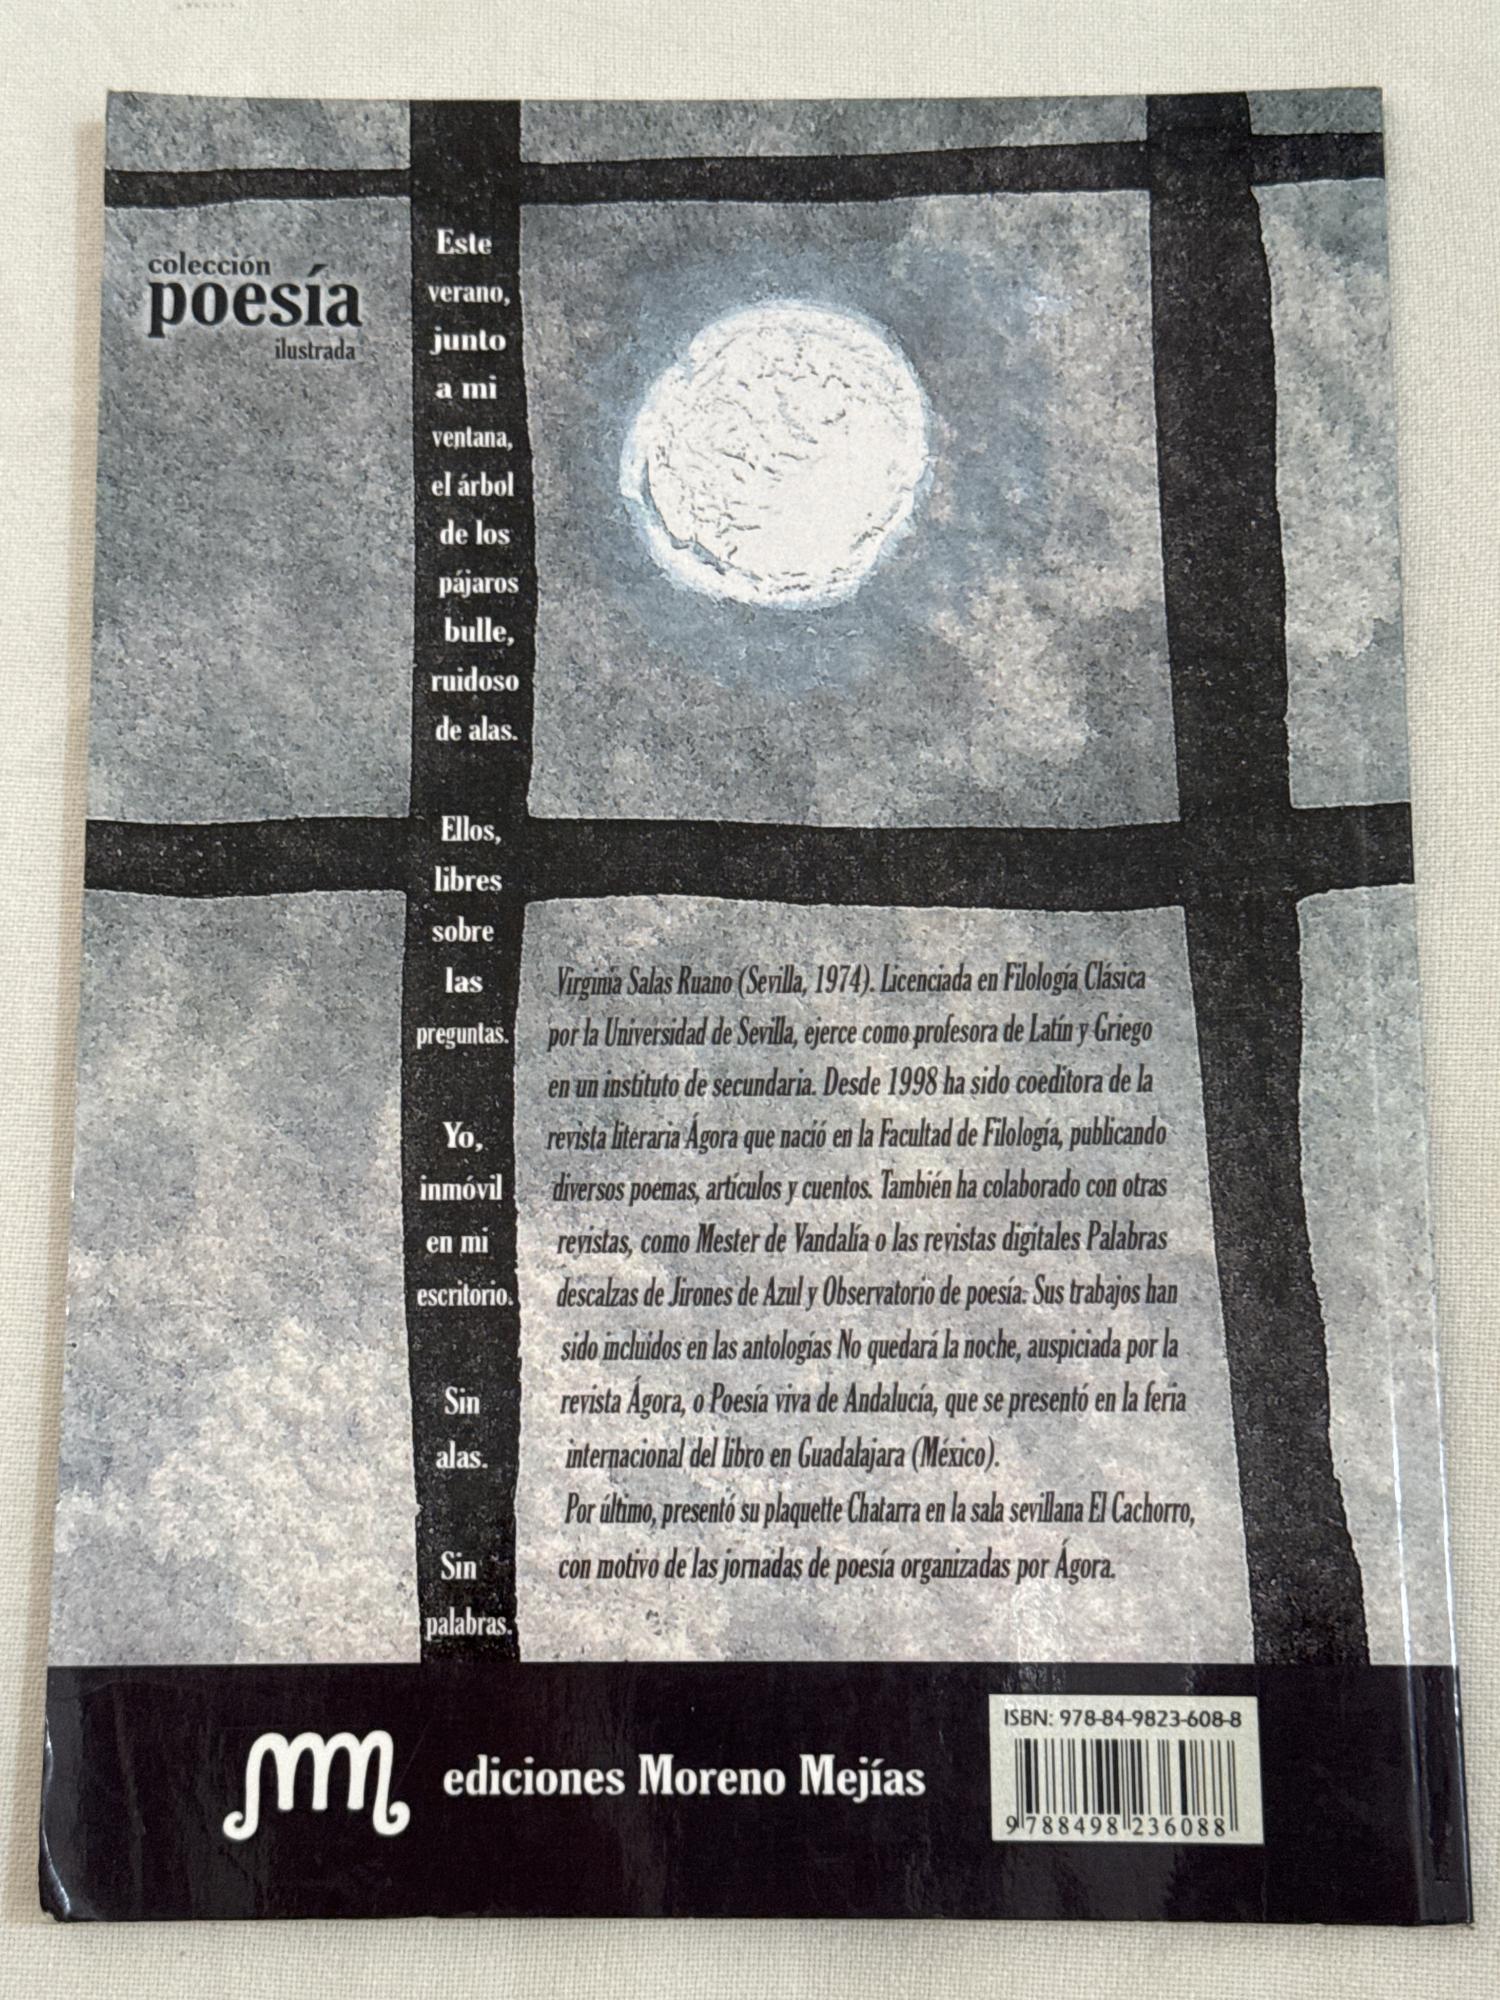 colección
poesía
ilustrada
Este
verano,
junto
a mi
ventana,
el árbol
de los
pájaros
bulle,
ruidoso
de alas.
Ellos,
libres
sobre
las
preguntas.
Yo,
inmóvil
en mi
escritorio.
Sin
alas.
Sin
palabras.
Virginia Salas Ruano (Sevilla, 1974). Licenciada en Filología Clásica
por la Universidad de Sevilla, ejerce como profesora de Latín y Griego
en un instituto de secundaria. Desde 1998 ha sido coeditora de la
revista literaria Ágora que nació en la Facultad de Filología, publicando
diversos poemas, artículos y cuentos. También ha colaborado con otras
revistas, como Mester de Vandalía o las revistas digitales Palabras
descalzas de Jirones de Azul y Observatorio de poesía. Sus trabajos han
sido incluidos en las antologías No quedará la noche, auspiciada por la
revista Ágora, o Poesía viva de Andalucía, que se presentó en la feria
internacional del libro en Guadalajara (México).
Por último, presentó su plaquette Chatarra en la sala sevillana El Cachorro,
con motivo de las jornadas de poesía organizadas por Ágora.
ediciones Moreno Mejías
ISBN: 978-84-9823-608-8
9 788498 236088